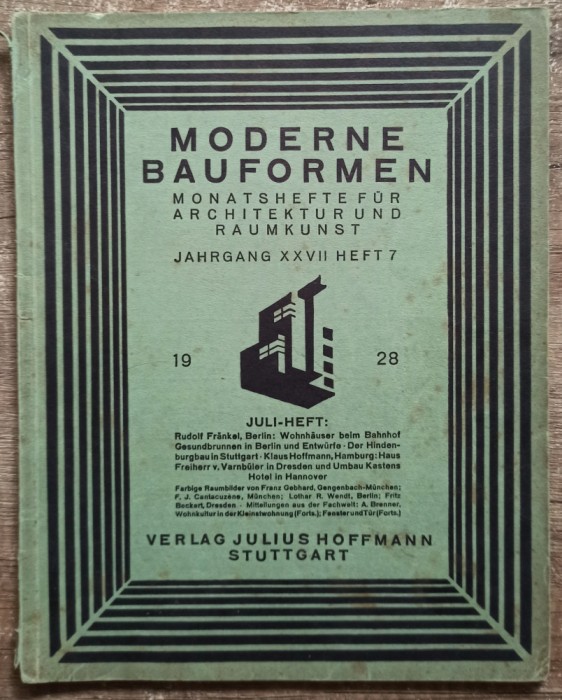 MODERNE
BAUFORMEN
MONATSHEFTE FÜR
ARCHITEKTUR UND
RAUMKUNST
JAHRGANG XXVII HEFT 7
19 28
JULI-HEFT:
Rudolf Fränkel, Berlin: Wohnhäuser beim Bahnhof
Gesundbrunnen in Berlin und Entwürfe · Der Hinden-
burgbau in Stuttgart · Klaus Hoffmann, Hamburg: Haus
Freiherr v. Varnbüler in Dresden und Umbau Kastens
Hotel in Hannover
Farbige Raumbilder von Franz Gebhard, Gengenbach-München;
F. J. Cantacuzène, München; Lothar R. Wendt, Berlin; Fritz
Beckert, Dresden · Mitteilungen aus der Fachwelt: A. Brenner,
Wohnkultur in der Kleinstwohnung (Forts.); Fenster und Tür (Forts.)
VERLAG JULIUS HOFFMANN
STUTTGART